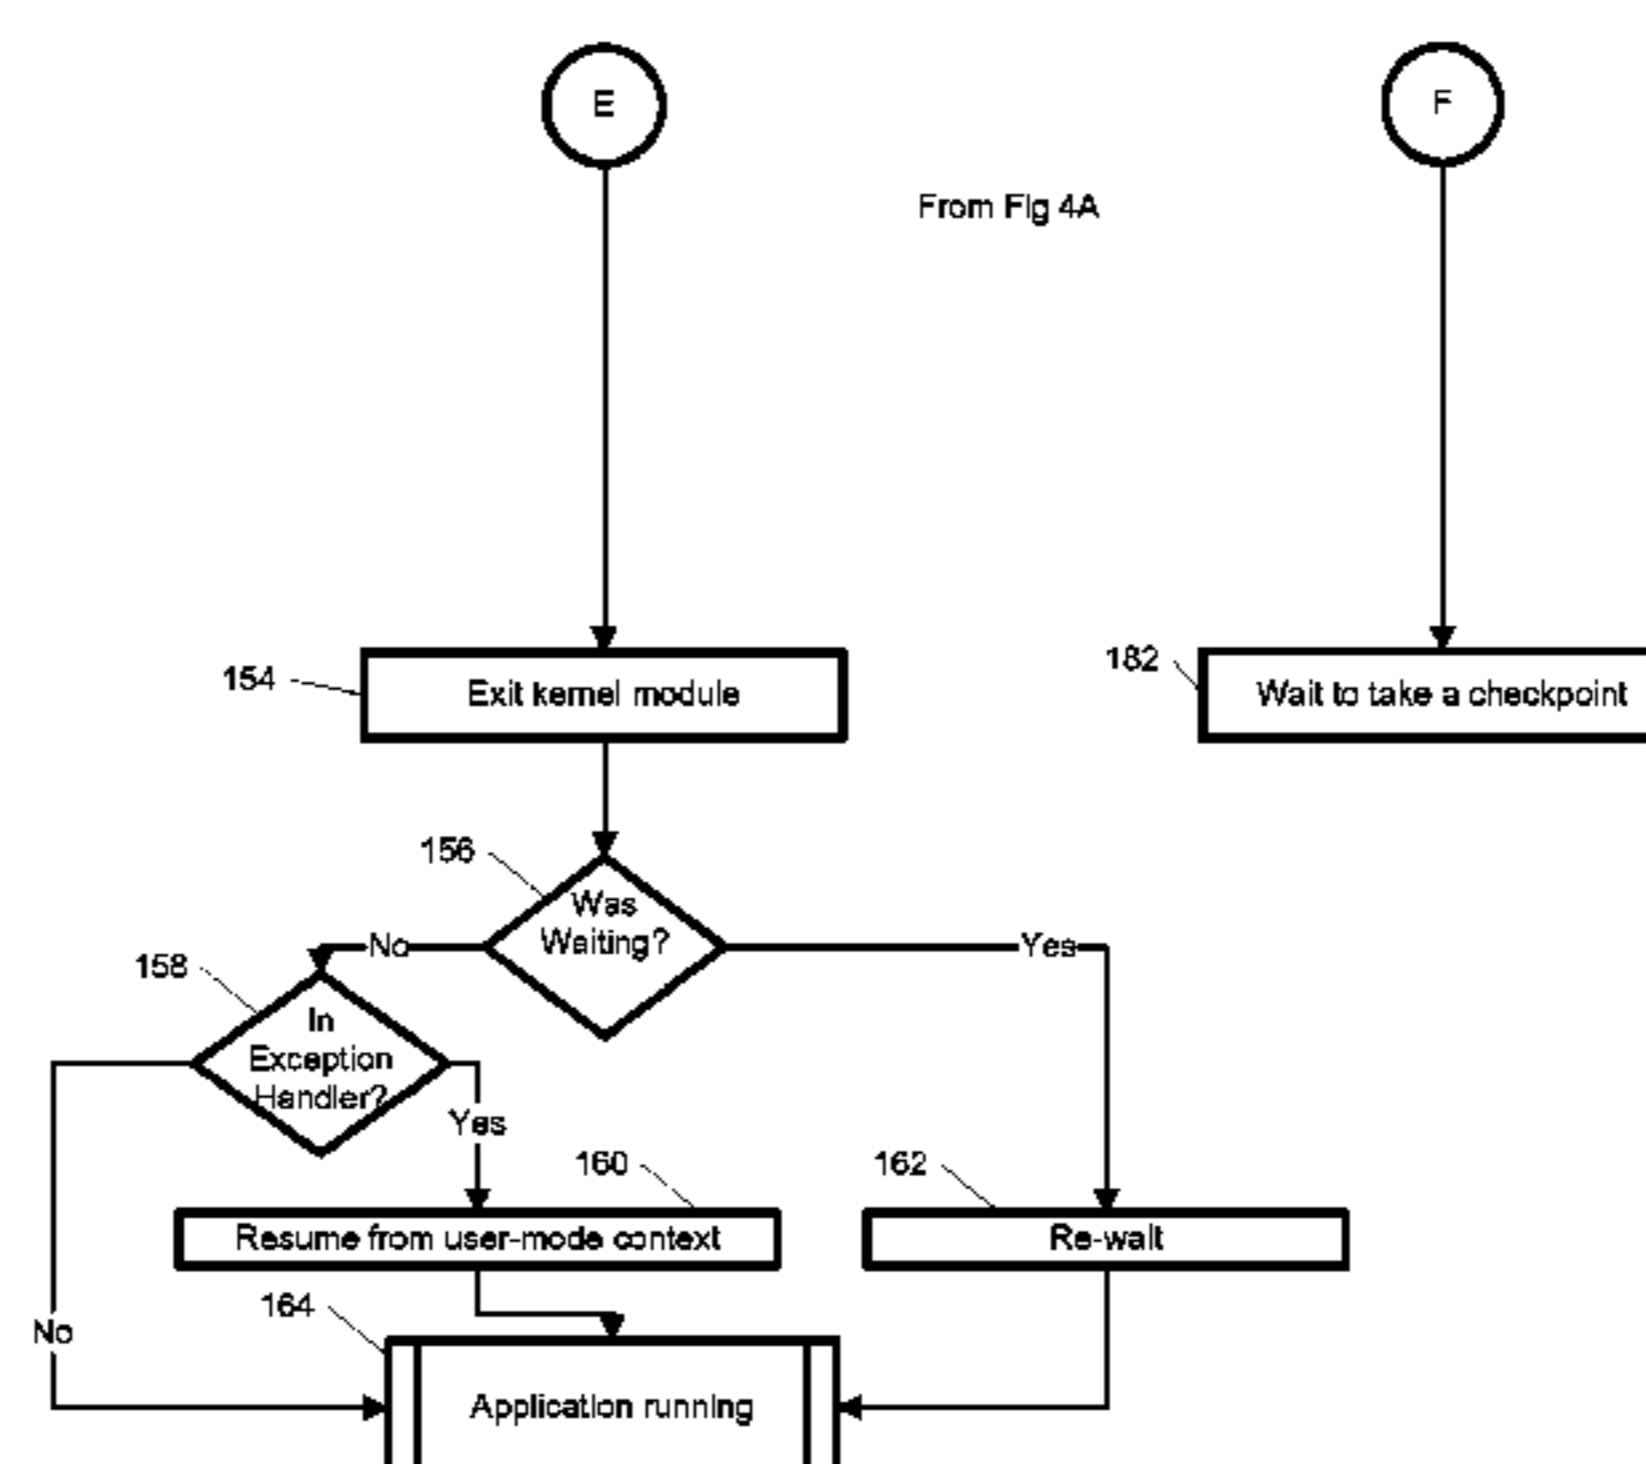 E
F
From Fig 4A
154
Exit kernel module
182
Wait to take a checkpoint
156
Was
Waiting?
No
Yes
158
In
Exception
Handler?
Yes
160
162
Resume from user-mode context
Re-wait
164
No
Application running